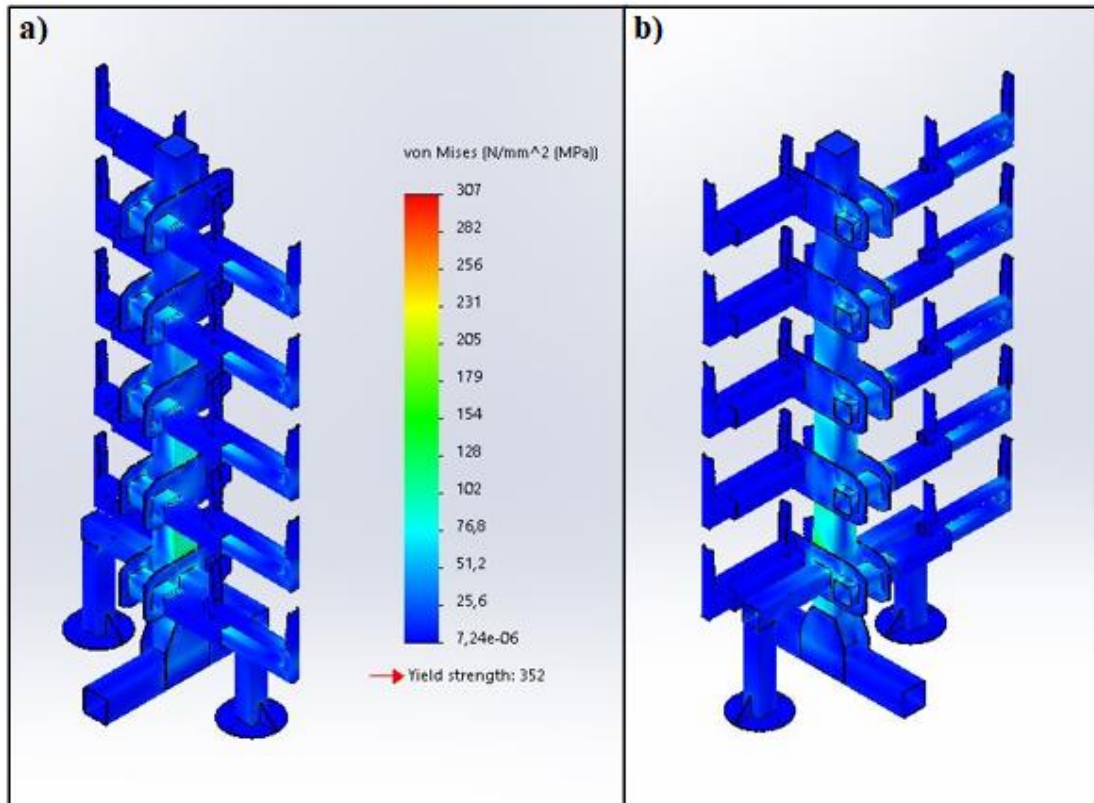 a)
b)
von Mises (N/mm^2 (MPa))
307
282
256
231
205
179
154
128
102
76,8
51,2
25,6
7,24e-06
Yield strength: 352